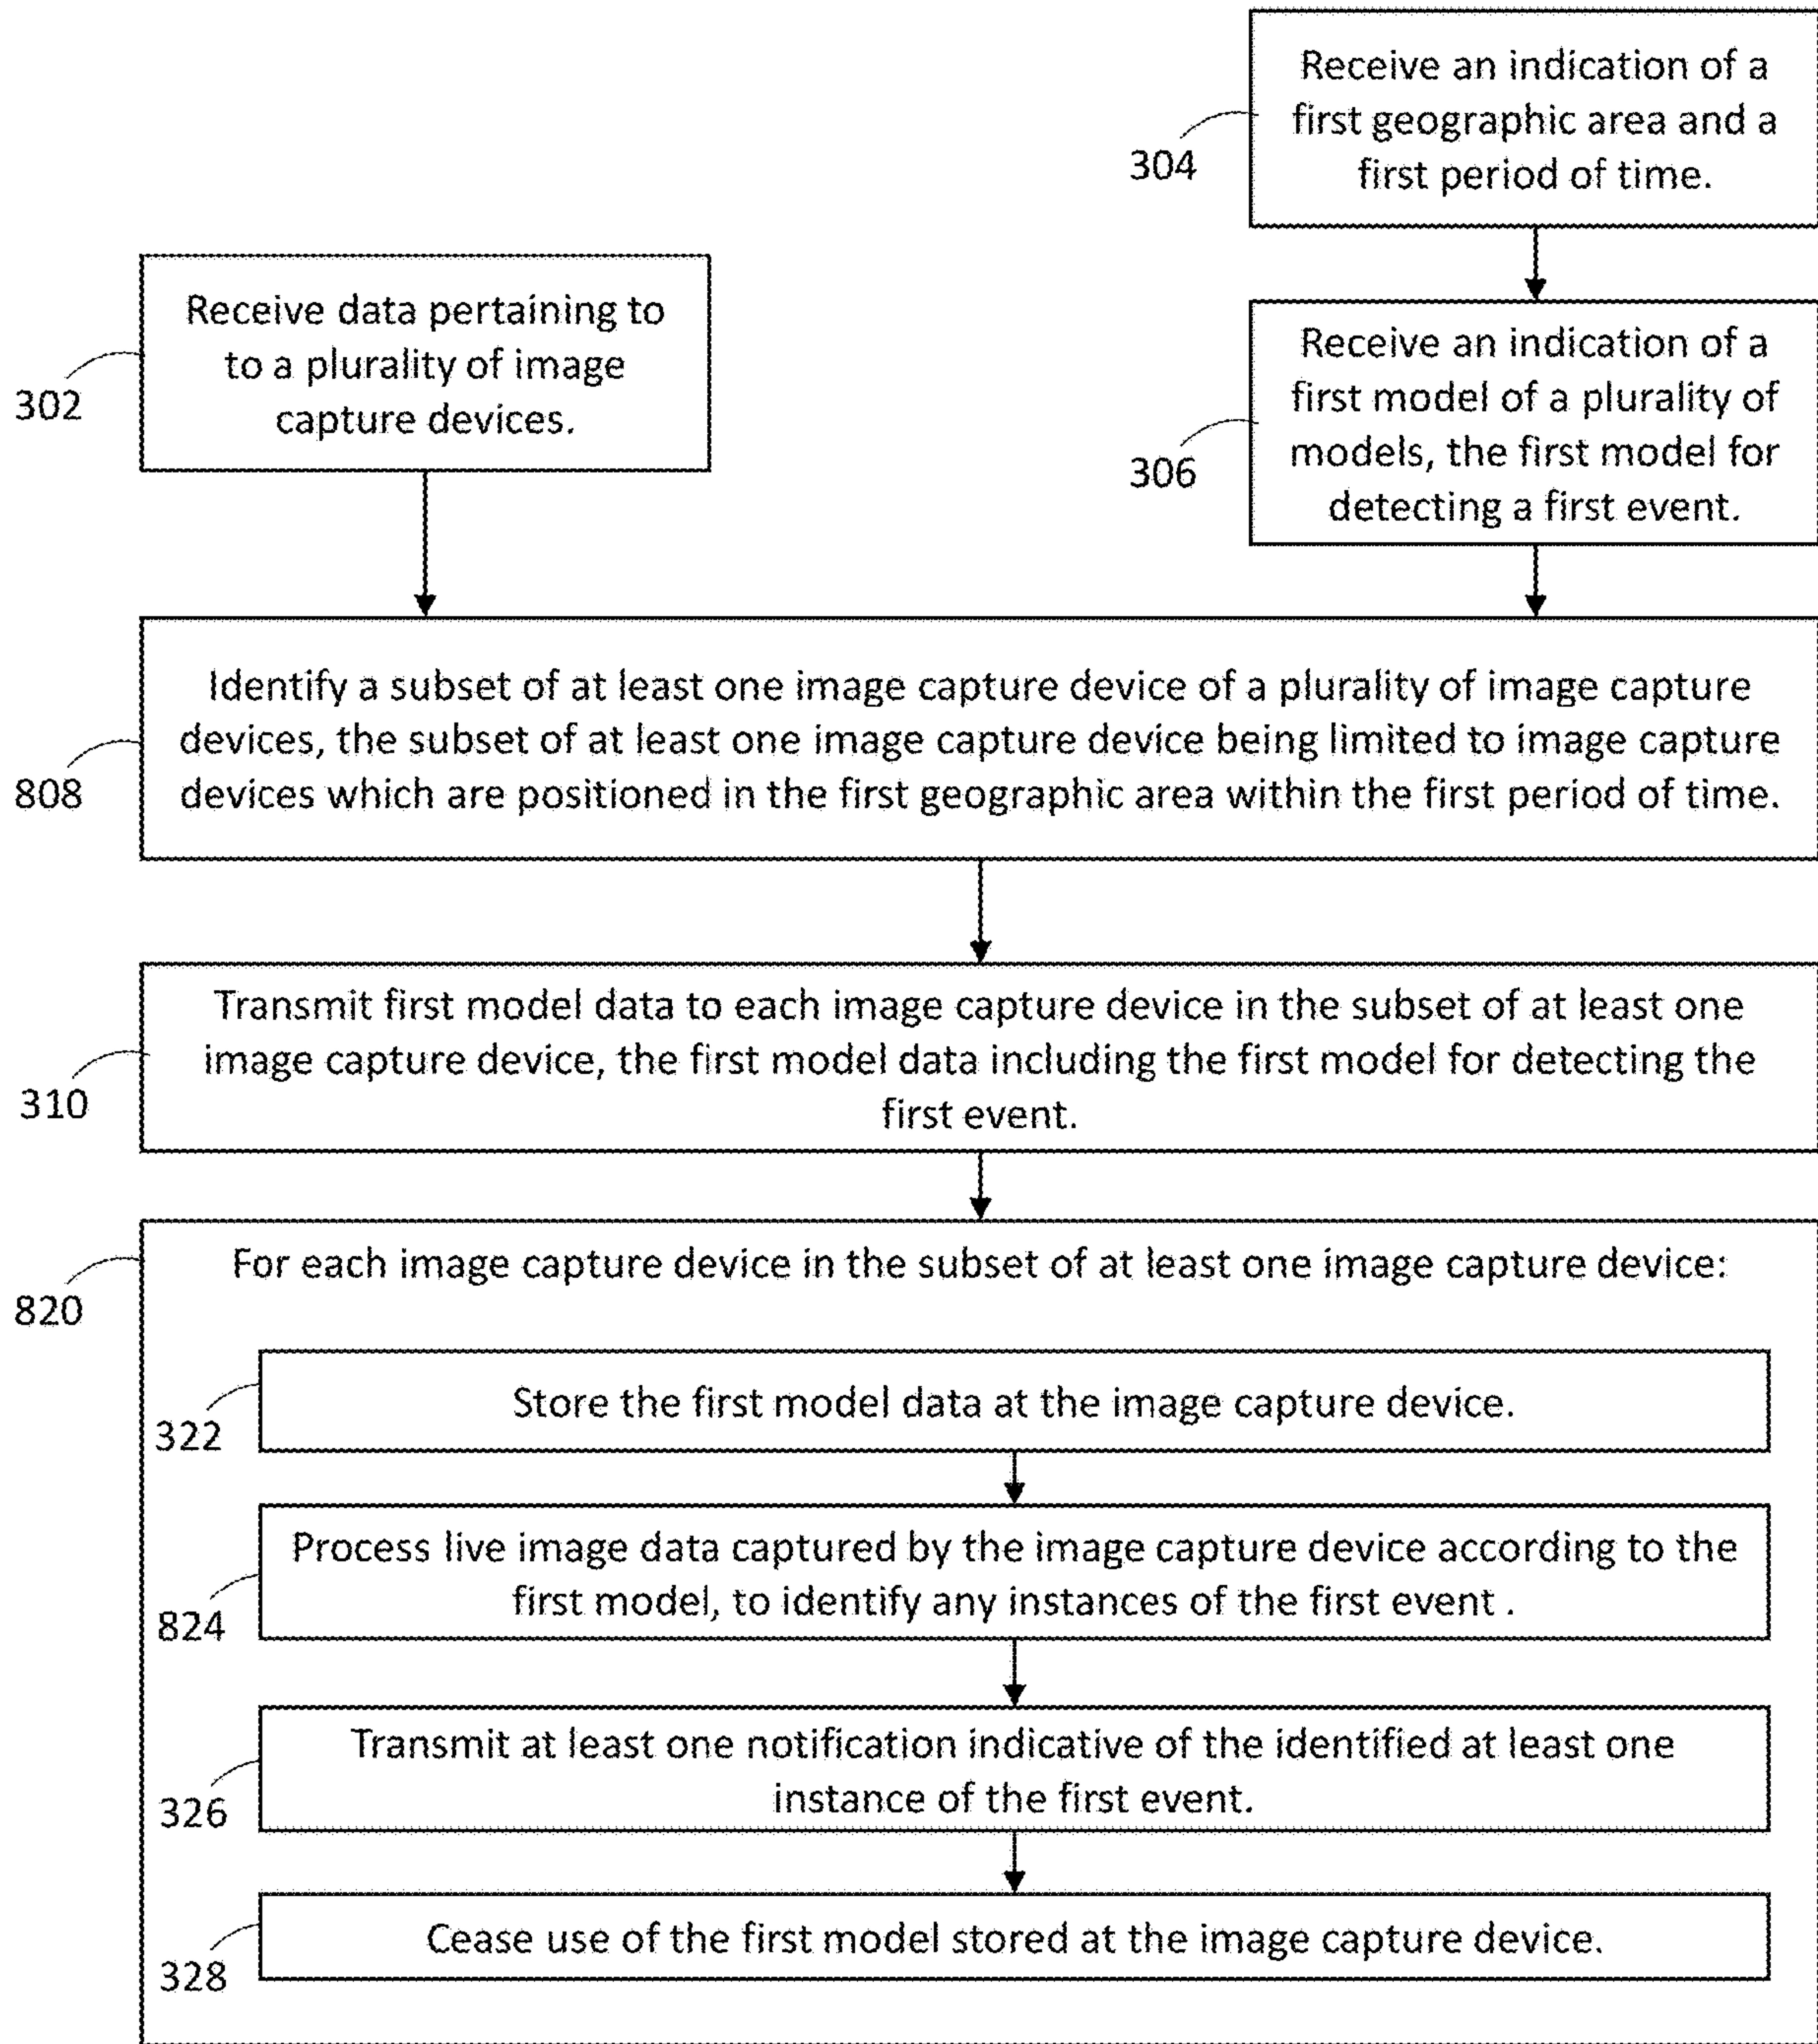 Receive an indication of a
first geographic area and a
first period of time.
304
Receive data pertaining to
to a plurality of image
capture devices.
302
Receive an indication of a
first model of a plurality of
models, the first model for
detecting a first event.
306
Identify a subset of at least one image capture device of a plurality of image capture
devices, the subset of at least one image capture device being limited to image capture
devices which are positioned in the first geographic area within the first period of time.
808
Transmit first model data to each image capture device in the subset of at least one
image capture device, the first model data including the first model for detecting the
first event.
310
For each image capture device in the subset of at least one image capture device:
820
Store the first model data at the image capture device.
322
Process live image data captured by the image capture device according to the
first model, to identify any instances of the first event .
824
Transmit at least one notification indicative of the identified at least one
instance of the first event.
326
Cease use of the first model stored at the image capture device.
328